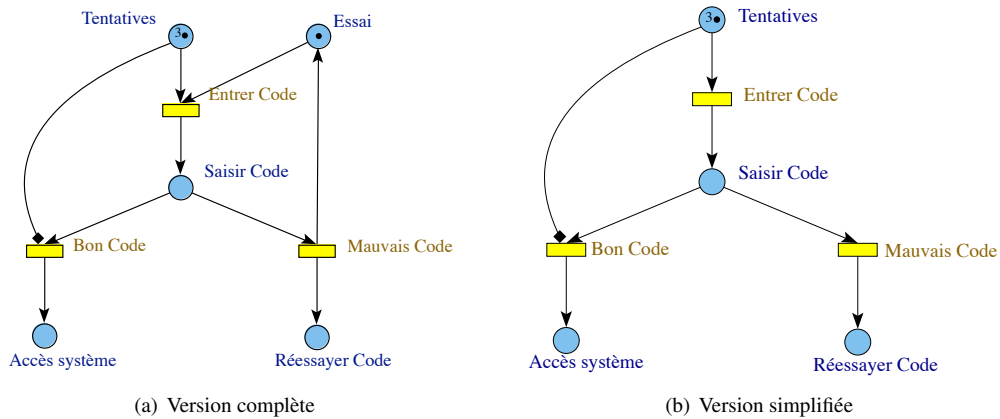 Tentatives
Essai
3
Entrer Code
Saisir Code
Bon Code
Mauvais Code
Accès système
Réessayer Code
(a) Version complète
Tentatives
3
Entrer Code
Saisir Code
Bon Code
Mauvais Code
Accès système
Réessayer Code
(b) Version simplifiée